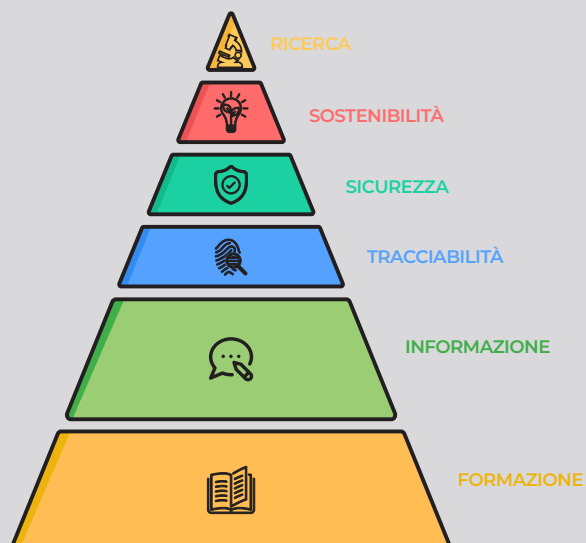 RICERCA
SOSTENIBILITÀ
SICUREZZA
TRACCIABILITÀ
INFORMAZIONE
FORMAZIONE